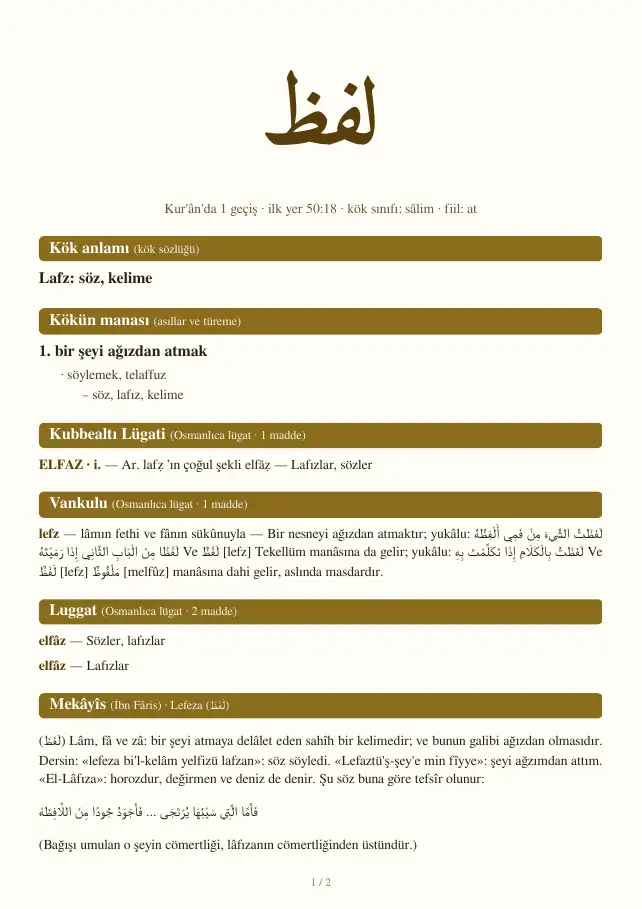 لفظ
Kur'ân'da 1 geçiş · ilk yer 50:18 · kök sınıfı: sâlim · fiil: at
Kök anlamı (kök sözlüğü)
Lafz: söz, kelime
Kökün manası (asıllar ve türeme)
1. bir şeyi ağızdan atmak
· söylemek, telaffuz
– söz, lafız, kelime
Kubbealtı Lügati (Osmanlıca lügat · 1 madde)
ELFAZ · i. — Ar. lafẓ 'ın çoğul şekli elfāẓ — Lafızlar, sözler
Vankulu (Osmanlıca lügat · 1 madde)
lefz — lâmın fethi ve fânın sükûnuyla — Bir nesneyi ağızdan atmaktır; yukâlu: لَفَظْتُ الشَّيْءَ مِنْ فَمِي أَلْفِظُهُ
لَفْظًا مِنَ الْبَابِ الثَّانِي إِذَا رَمَيْتَهُ Ve لَفْظٌ [lefz] Tekellüm manâsına da gelir; yukâlu: لَفَظْتُ بِالْكَلَامِ إِذَا تَكَلَّمْتَ بِهِ Ve
لَفْظٌ [lefz] مَلْفُوظٌ [melfûz] manâsına dahi gelir, aslında masdardır.
Luggat (Osmanlıca lügat · 2 madde)
elfâz — Sözler, lafızlar
elfâz — Lafızlar
Mekâyîs (İbn Fâris) · Lefeza (لَفَظَ)
(لَفَظَ) Lâm, fâ ve zâ: bir şeyi atmaya delâlet eden sahîh bir kelimedir; ve bunun galibi ağızdan olmasıdır.
Dersin: «lefeza bi'l-kelâm yelfizü lafzan»: söz söyledi. «Lefaztü'ş-şey'e min fîyye»: şeyi ağzımdan attım.
«El-Lâfıza»: horozdur, değirmen ve deniz de denir. Şu söz buna göre tefsîr olunur:
فَأَمَّا الَّتِي سَيْبُهَا يُرْتَجَى ... فَأَجْوَدُ جُودًا مِنَ اللَّافِظَهْ
(Bağışı umulan o şeyin cömertliği, lâfızanın cömertliğinden üstündür.)
1 / 2